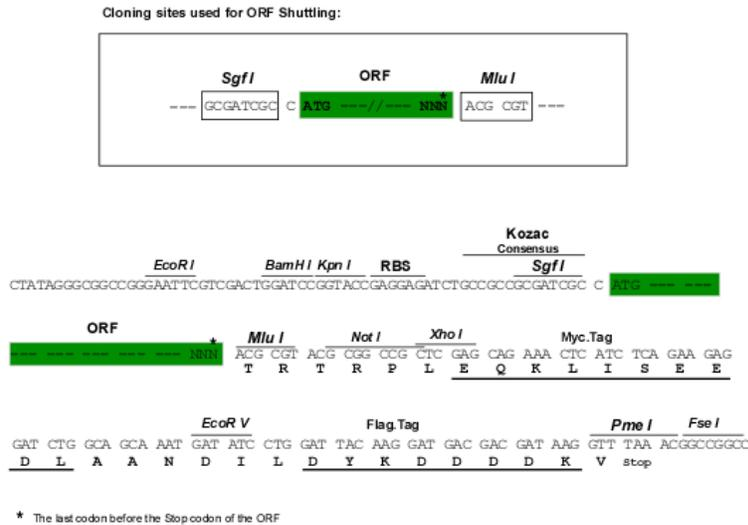 Cloning sites used for ORF Shuttling:
Sgf I ORF Mlu I
--- GCGATCGC C ATG ---//--- NNN* ACG CGT ---
Kozac
Consensus
EcoR I BamH I Kpn I RBS Sgf I
CTATAGGGCGGCCGGGAATTCGTCGACTGGATCCGGTACCGAGGAGATCTGCCGCCGCGATCGC C ATG --- ---
ORF
Mlu I Not I Xho I Myc.Tag
--- --- --- --- --- --- NNN* ACG CGT ACG CGG CCG CTC GAG CAG AAA CTC ATC TCA GAA GAG
T R T R P L E Q K L I S E E
EcoR V Flag.Tag Pme I Fse I
GAT CTG GCA GCA AAT GAT ATC CTG GAT TAC AAG GAT GAC GAC GAT AAG GTT TAA ACGGCCGGCC
D L A A N D I L D Y K D D D D K V Stop
* The last codon before the Stop codon of the ORF